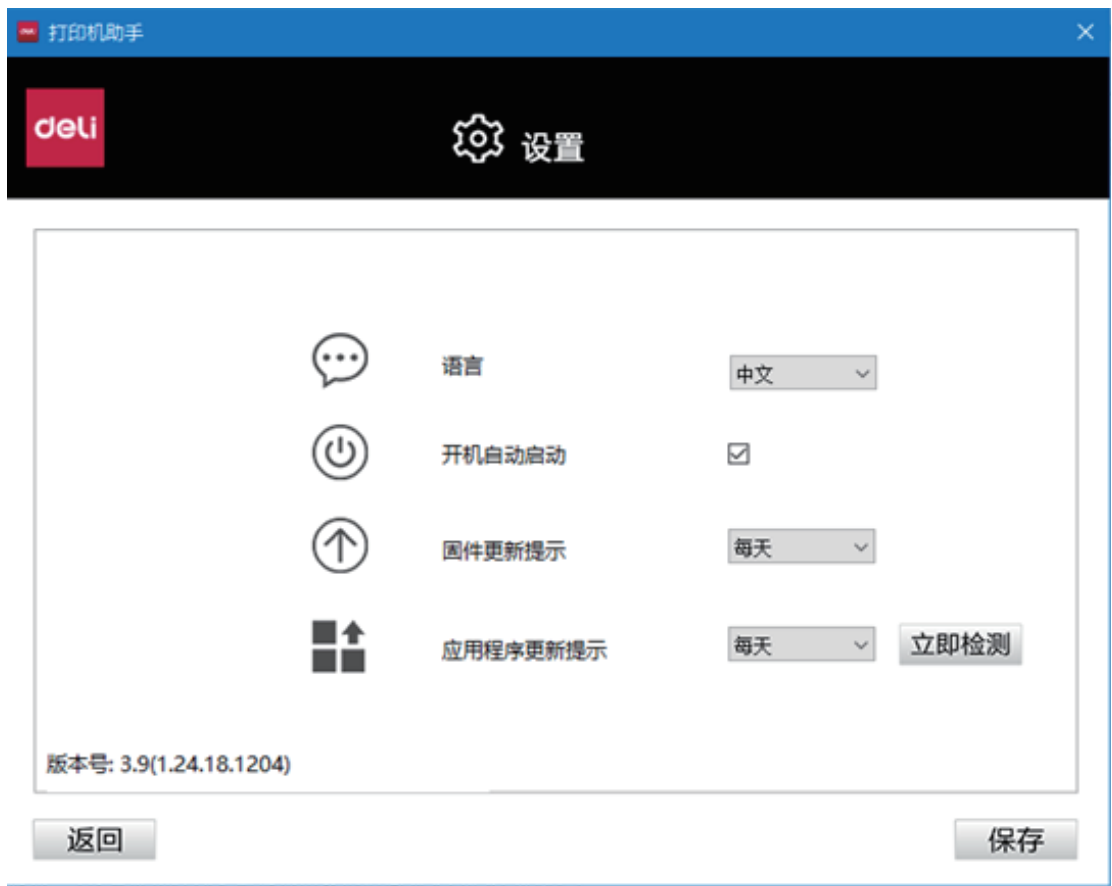 打印机助手
deli
设置
语言
中文
开机自动启动
固件更新提示
每天
应用程序更新提示
每天
立即检测
版本号: 3.9(1.24.18.1204)
返回
保存